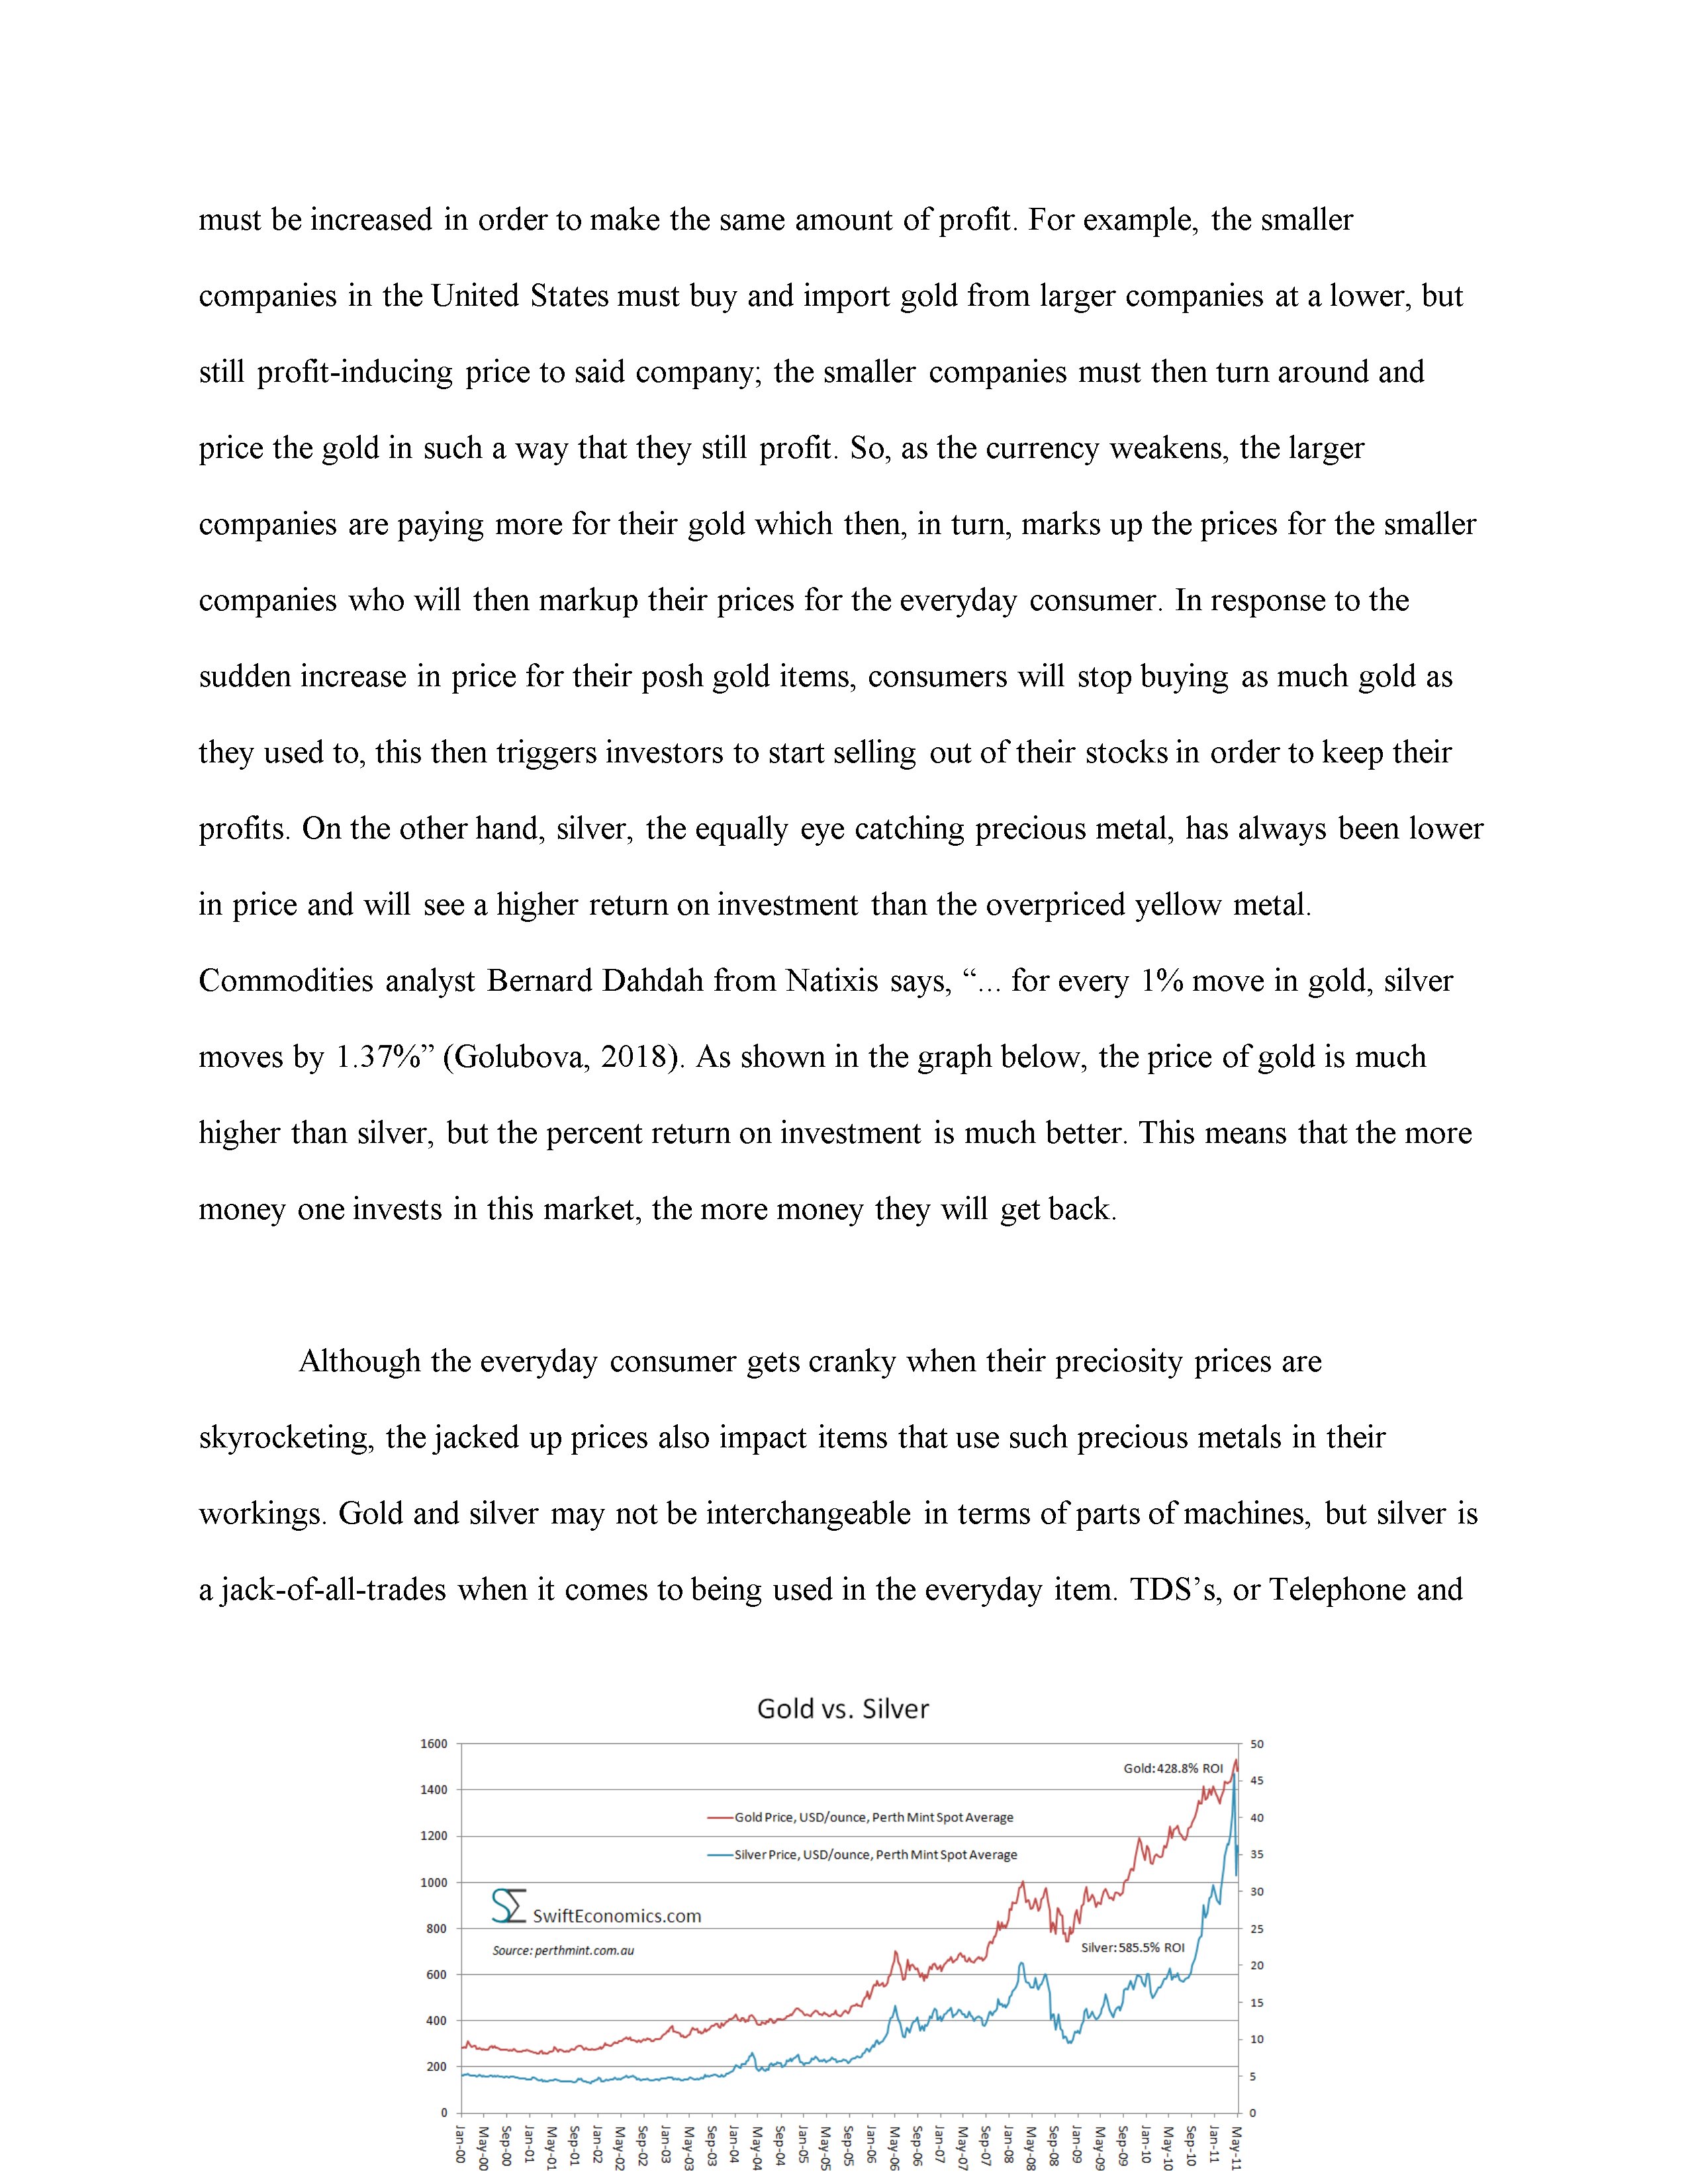 must be increased in order to make the same amount of profit. For example, the smaller
companies in the United States must buy and import gold from larger companies at a lower, but
still profit-inducing price to said company; the smaller companies must then turn around and
price the gold in such a way that they still profit. So, as the currency weakens, the larger
companies are paying more for their gold which then, in turn, marks up the prices for the smaller
companies who will then markup their prices for the everyday consumer. In response to the
sudden increase in price for their posh gold items, consumers will stop buying as much gold as
they used to, this then triggers investors to start selling out of their stocks in order to keep their
profits. On the other hand, silver, the equally eye catching precious metal, has always been lower
in price and will see a higher return on investment than the overpriced yellow metal.
Commodities analyst Bernard Dahdah from Natixis says, “... for every 1% move in gold, silver
moves by 1.37%” (Golubova, 2018). As shown in the graph below, the price of gold is much
higher than silver, but the percent return on investment is much better. This means that the more
money one invests in this market, the more money they will get back.
Although the everyday consumer gets cranky when their preciosity prices are
skyrocketing, the jacked up prices also impact items that use such precious metals in their
workings. Gold and silver may not be interchangeable in terms of parts of machines, but silver is
a jack-of-all-trades when it comes to being used in the everyday item. TDS’s, or Telephone and
Gold vs. Silver
1600
1400
1200
1000
800
600
400
200
0
50
45
40
35
30
25
20
15
10
5
0
Gold: 428.8% ROI
Gold Price, USD/ounce, Perth Mint Spot Average
Silver Price, USD/ounce, Perth Mint Spot Average
SwiftEconomics.com
Source: perthmint.com.au
Silver: 585.5% ROI
Jan-00
May-00
Sep-00
Jan-01
May-01
Sep-01
Jan-02
May-02
Sep-02
Jan-03
May-03
Sep-03
Jan-04
May-04
Sep-04
Jan-05
May-05
Sep-05
Jan-06
May-06
Sep-06
Jan-07
May-07
Sep-07
Jan-08
May-08
Sep-08
Jan-09
May-09
Sep-09
Jan-10
May-10
Sep-10
Jan-11
May-11